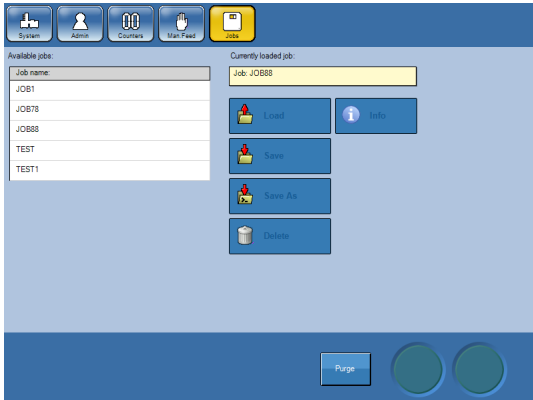 System Admin Counters Man.Feed Jobs
Available jobs: Currently loaded job:
Job name: Job: JOB88
JOB1
JOB78
JOB88
TEST
TEST1
Load Info
Save
Save As
Delete
Purge